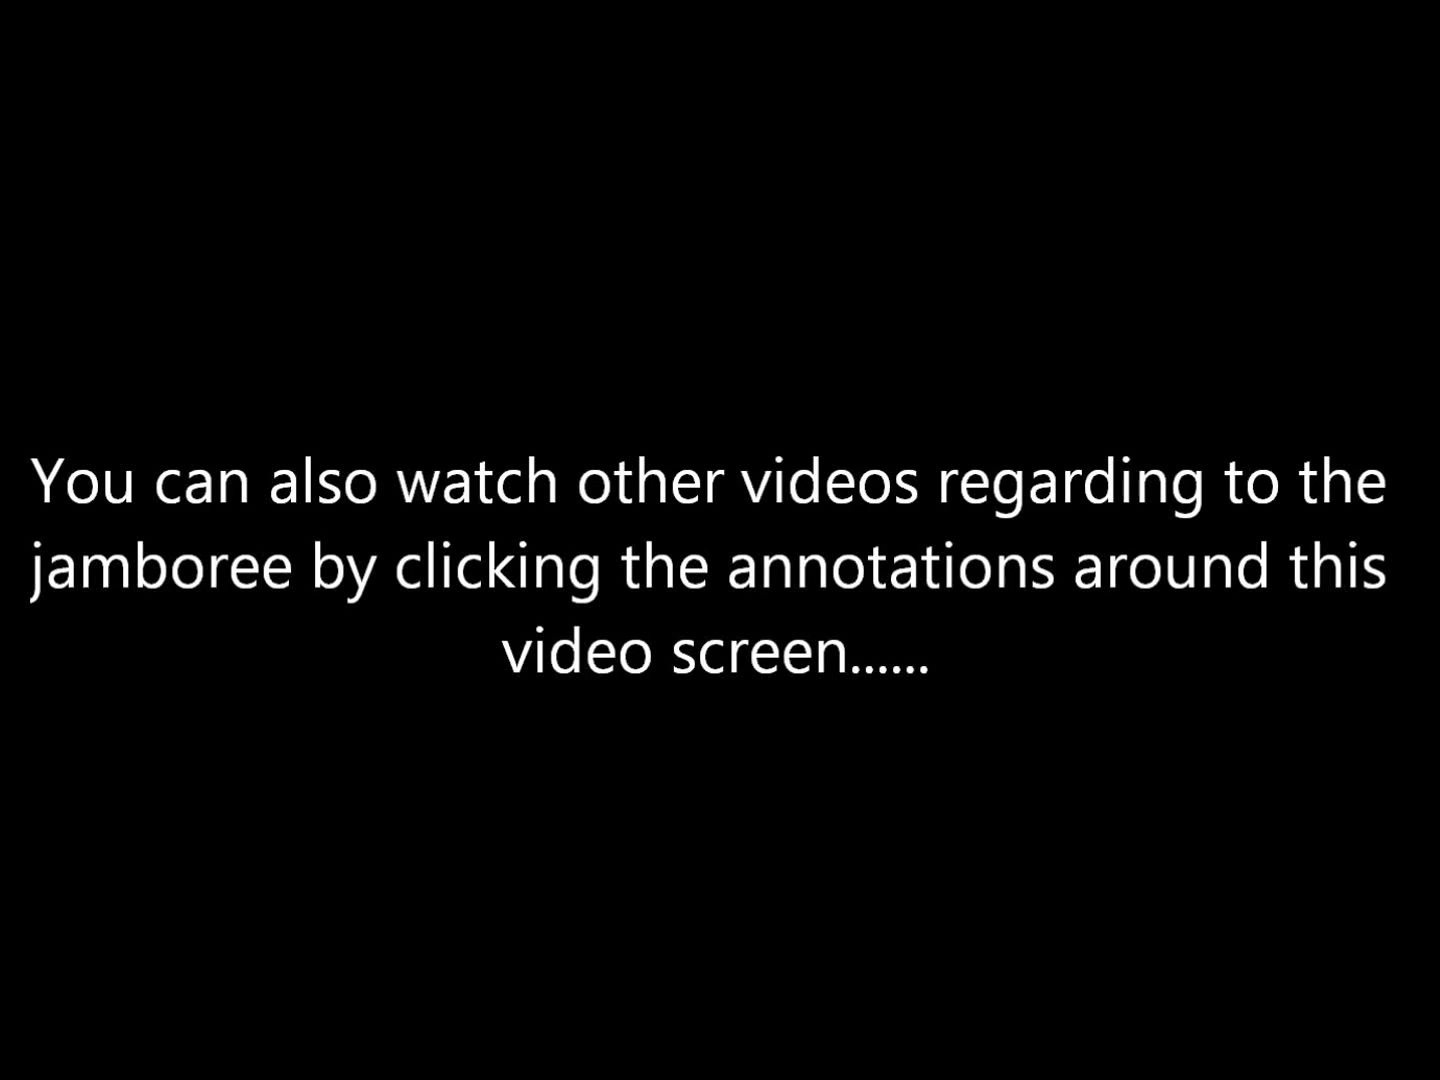 You can also watch other videos regarding to the
jamboree by clicking the annotations around this
video screen......